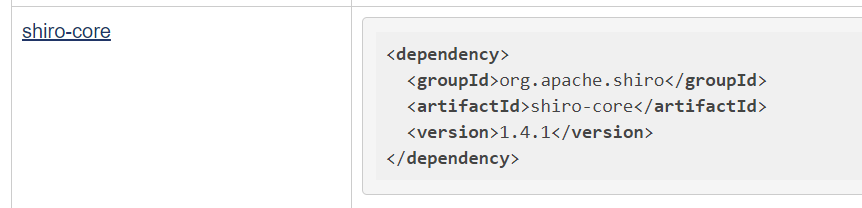 shiro-core
<dependency>
  <groupId>org.apache.shiro</groupId>
  <artifactId>shiro-core</artifactId>
  <version>1.4.1</version>
</dependency>